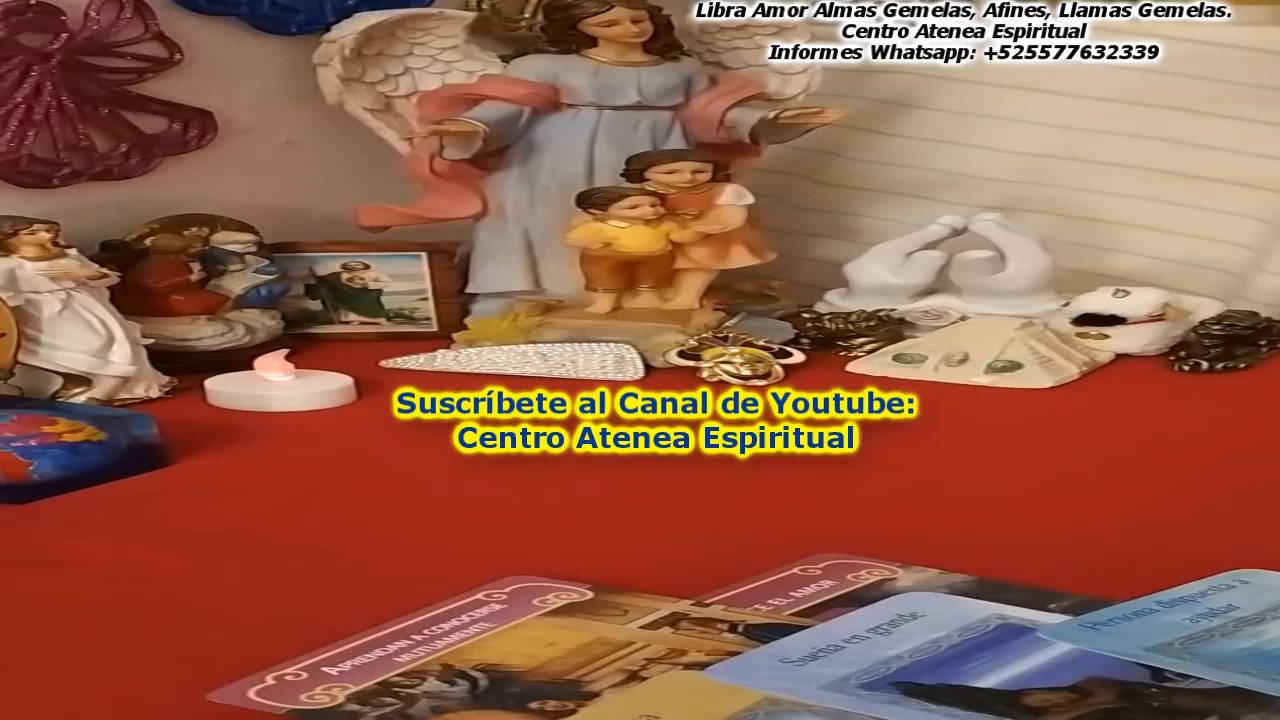 Libra Amor Almas Gemelas, Afines, Llamas Gemelas.
Centro Atenea Espiritual
Informes Whatsapp: +525577632339
Suscríbete al Canal de Youtube:
Centro Atenea Espiritual
APRENDAN A CONOCERSE
MUTUAMENTE
EL AMOR
Sueña en grande
Persona dispuesta a
ayudar